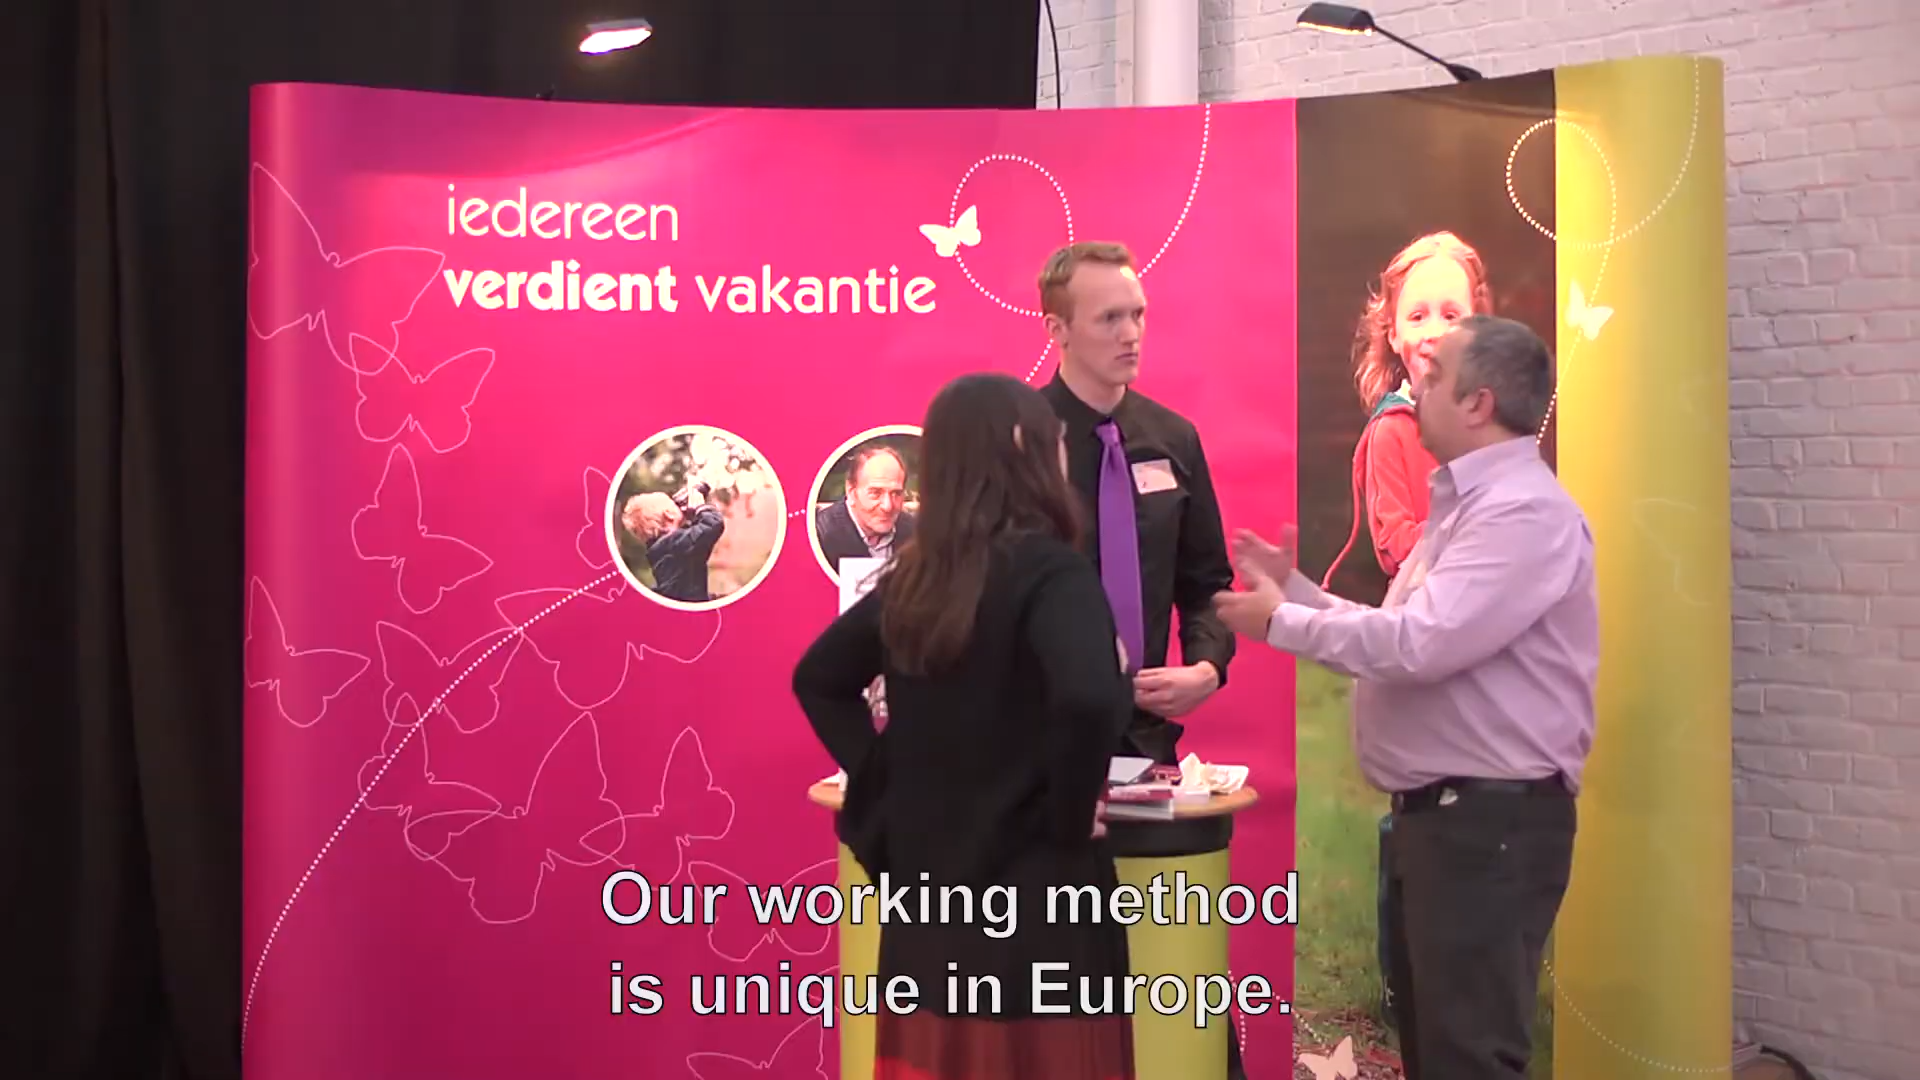 iedereen
verdient vakantie
Our working method
is unique in Europe.